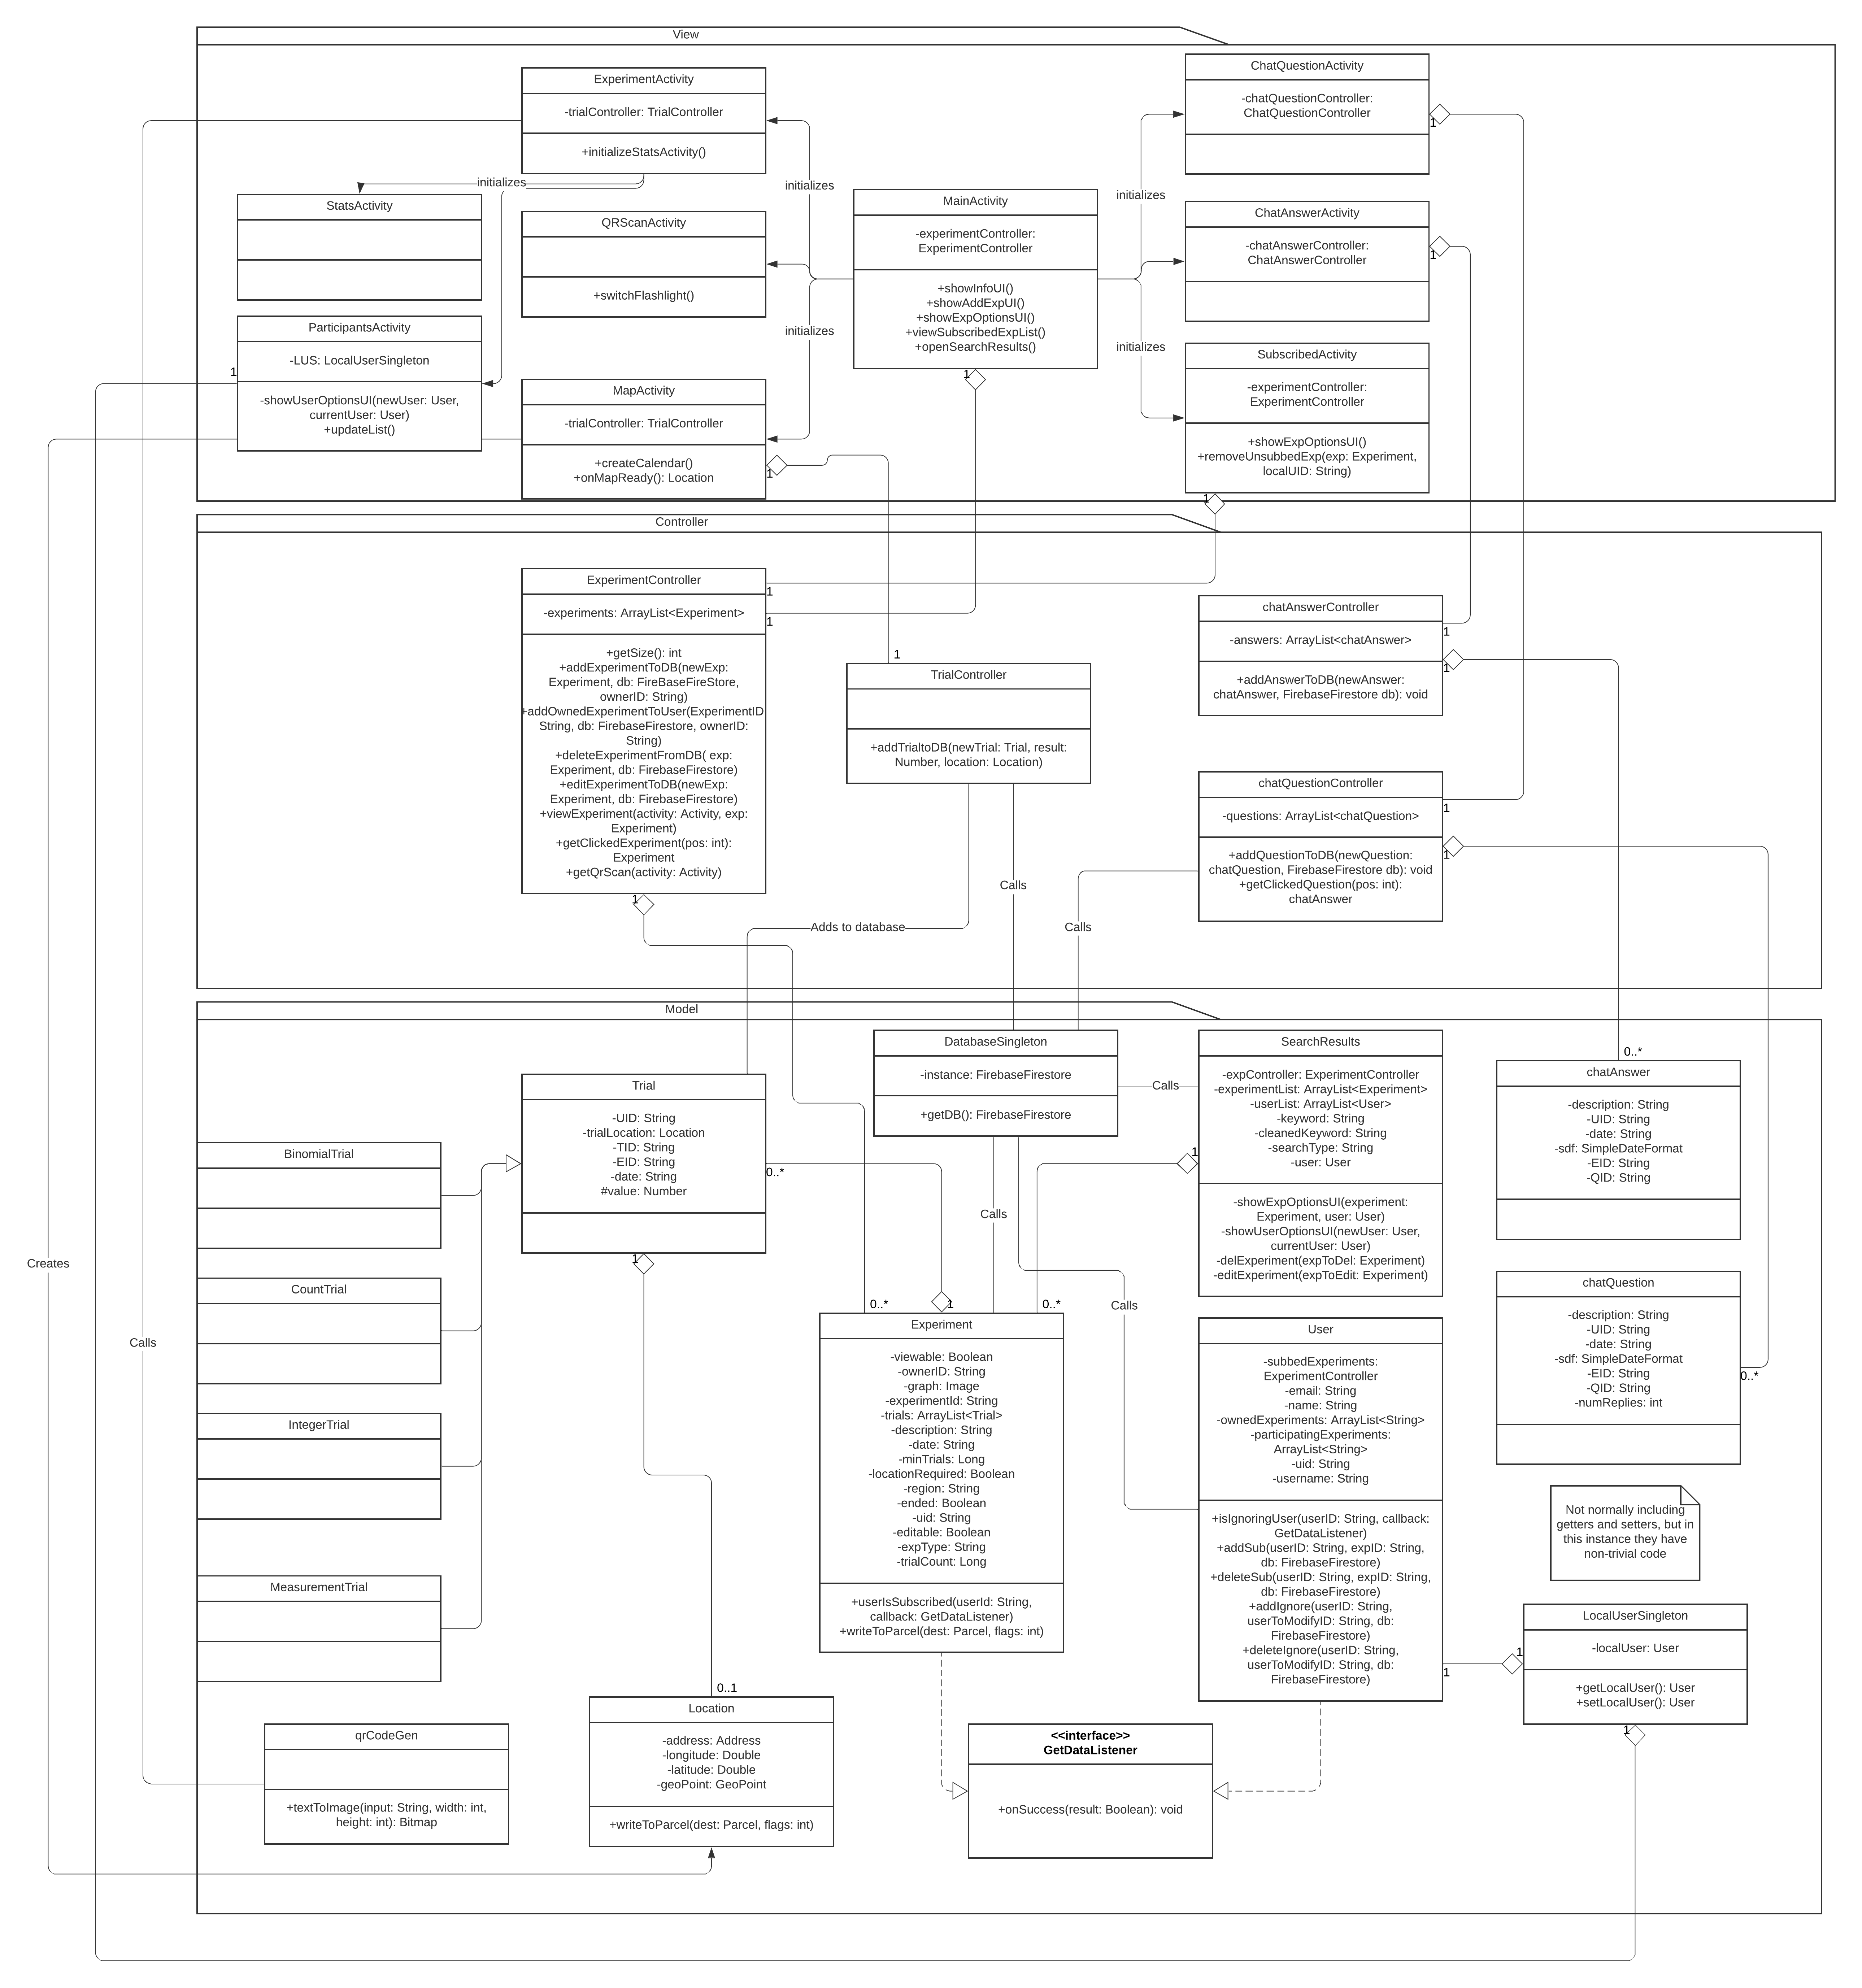 View
ExperimentActivity
-trialController: TrialController
+initializeStatsActivity()
initializes
StatsActivity
ParticipantsActivity
-LUS: LocalUserSingleton
1
-showUserOptionsUI(newUser: User,
currentUser: User)
+updateList()
QRScanActivity
+switchFlashlight()
MapActivity
-trialController: TrialController
+createCalendar()
+onMapReady(): Location
1
initializes
initializes
MainActivity
-experimentController:
ExperimentController
+showInfoUI()
+showAddExpUI()
+showExpOptionsUI()
+viewSubscribedExpList()
+openSearchResults()
1
initializes
initializes
ChatQuestionActivity
-chatQuestionController:
ChatQuestionController
1
ChatAnswerActivity
-chatAnswerController:
ChatAnswerController
1
SubscribedActivity
-experimentController:
ExperimentController
+showExpOptionsUI()
+removeUnsubbedExp(exp: Experiment,
localUID: String)
1
Controller
ExperimentController
1
-experiments: ArrayList<Experiment>
1
+getSize(): int
+addExperimentToDB(newExp:
Experiment, db: FireBaseFireStore,
ownerID: String)
+addOwnedExperimentToUser(ExperimentID
String, db: FirebaseFirestore, ownerID:
String)
+deleteExperimentFromDB( exp:
Experiment, db: FirebaseFirestore)
+editExperimentToDB(newExp:
Experiment, db: FirebaseFirestore)
+viewExperiment(activity: Activity, exp:
Experiment)
+getClickedExperiment(pos: int):
Experiment
+getQrScan(activity: Activity)
1
1
TrialController
+addTrialtoDB(newTrial: Trial, result:
Number, location: Location)
Calls
Adds to database
chatAnswerController
1
-answers: ArrayList<chatAnswer>
1
+addAnswerToDB(newAnswer:
chatAnswer, FirebaseFirestore db): void
chatQuestionController
1
-questions: ArrayList<chatQuestion>
1
+addQuestionToDB(newQuestion:
chatQuestion, FirebaseFirestore db): void
+getClickedQuestion(pos: int):
chatAnswer
Calls
Model
Trial
-UID: String
-trialLocation: Location
-TID: String
-EID: String
-date: String
#value: Number
0..*
1
BinomialTrial
CountTrial
IntegerTrial
MeasurementTrial
Creates
Calls
DatabaseSingleton
-instance: FirebaseFirestore
+getDB(): FirebaseFirestore
Calls
Calls
Calls
SearchResults
-expController: ExperimentController
-experimentList: ArrayList<Experiment>
-userList: ArrayList<User>
-keyword: String
-cleanedKeyword: String
-searchType: String
-user: User
1
-showExpOptionsUI(experiment:
Experiment, user: User)
-showUserOptionsUI(newUser: User,
currentUser: User)
-delExperiment(expToDel: Experiment)
-editExperiment(expToEdit: Experiment)
0..*
chatAnswer
-description: String
-UID: String
-date: String
-sdf: SimpleDateFormat
-EID: String
-QID: String
chatQuestion
-description: String
-UID: String
-date: String
-sdf: SimpleDateFormat
-EID: String
-QID: String
-numReplies: int
0..*
0..*
1
0..*
Experiment
-viewable: Boolean
-ownerID: String
-graph: Image
-experimentId: String
-trials: ArrayList<Trial>
-description: String
-date: String
-minTrials: Long
-locationRequired: Boolean
-region: String
-ended: Boolean
-uid: String
-editable: Boolean
-expType: String
-trialCount: Long
+userIsSubscribed(userId: String,
callback: GetDataListener)
+writeToParcel(dest: Parcel, flags: int)
User
-subbedExperiments:
ExperimentController
-email: String
-name: String
-ownedExperiments: ArrayList<String>
-participatingExperiments:
ArrayList<String>
-uid: String
-username: String
+isIgnoringUser(userID: String, callback:
GetDataListener)
+addSub(userID: String, expID: String,
db: FirebaseFirestore)
+deleteSub(userID: String, expID: String,
db: FirebaseFirestore)
+addIgnore(userID: String,
userToModifyID: String, db:
FirebaseFirestore)
+deleteIgnore(userID: String,
userToModifyID: String, db:
FirebaseFirestore)
1
Not normally including
getters and setters, but in
this instance they have
non-trivial code
LocalUserSingleton
-localUser: User
1
+getLocalUser(): User
+setLocalUser(): User
1
0..1
Location
-address: Address
-longitude: Double
-latitude: Double
-geoPoint: GeoPoint
+writeToParcel(dest: Parcel, flags: int)
qrCodeGen
+textToImage(input: String, width: int,
height: int): Bitmap
<<interface>>
GetDataListener
+onSuccess(result: Boolean): void